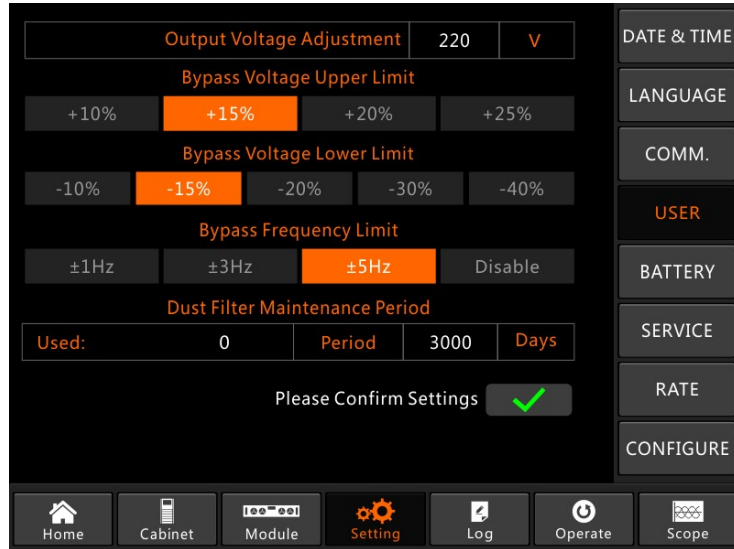 Output Voltage Adjustment 220 V
Bypass Voltage Upper Limit
+10% +15% +20% +25%
Bypass Voltage Lower Limit
-10% -15% -20% -30% -40%
Bypass Frequency Limit
±1Hz ±3Hz ±5Hz Disable
Dust Filter Maintenance Period
Used: 0 Period 3000 Days
Please Confirm Settings
DATE & TIME
LANGUAGE
COMM.
USER
BATTERY
SERVICE
RATE
CONFIGURE
Home Cabinet Module Setting Log Operate Scope